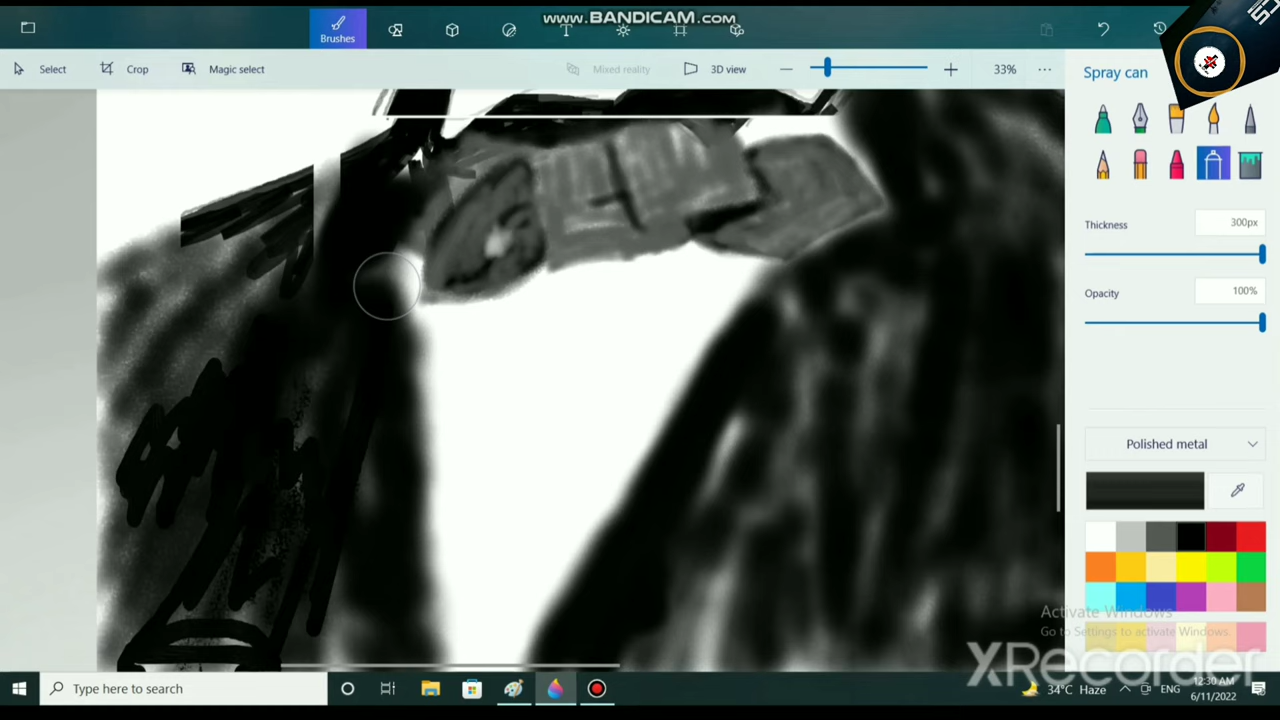 www.BANDICAM.com
Brushes
Select
Crop
Magic select
Mixed reality
3D view
33%
Spray can
Thickness
300px
Opacity
100%
Polished metal
Activate Windows
Go to Settings to activate Windows.
XRecorder
Type here to search
34°C Haze
ENG
12:30 AM
6/11/2022